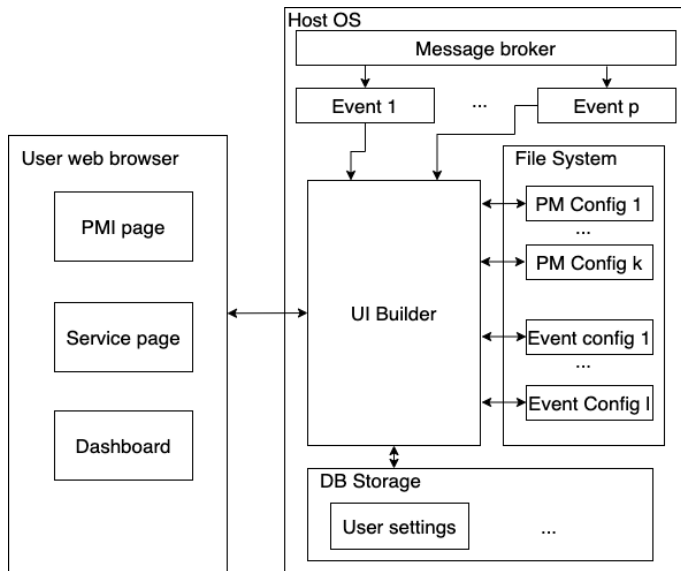 Host OS
Message broker
Event 1
...
Event p
User web browser
PMI page
Service page
Dashboard
UI Builder
File System
PM Config 1
...
PM Config k
Event config 1
...
Event Config l
DB Storage
User settings
...